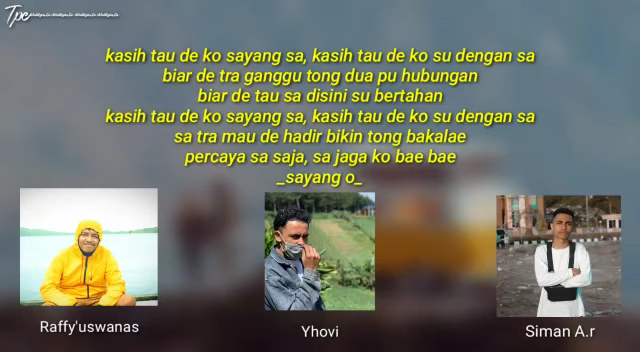 Tpc
kasih tau de ko sayang sa, kasih tau de ko su dengan sa
biar de tra ganggu tong dua pu hubungan
biar de tau sa disini su bertahan
kasih tau de ko sayang sa, kasih tau de ko su dengan sa
sa tra mau de hadir bikin tong bakalae
percaya sa saja, sa jaga ko bae bae
_sayang o_
Raffy'uswanas
Yhovi
Siman A.r